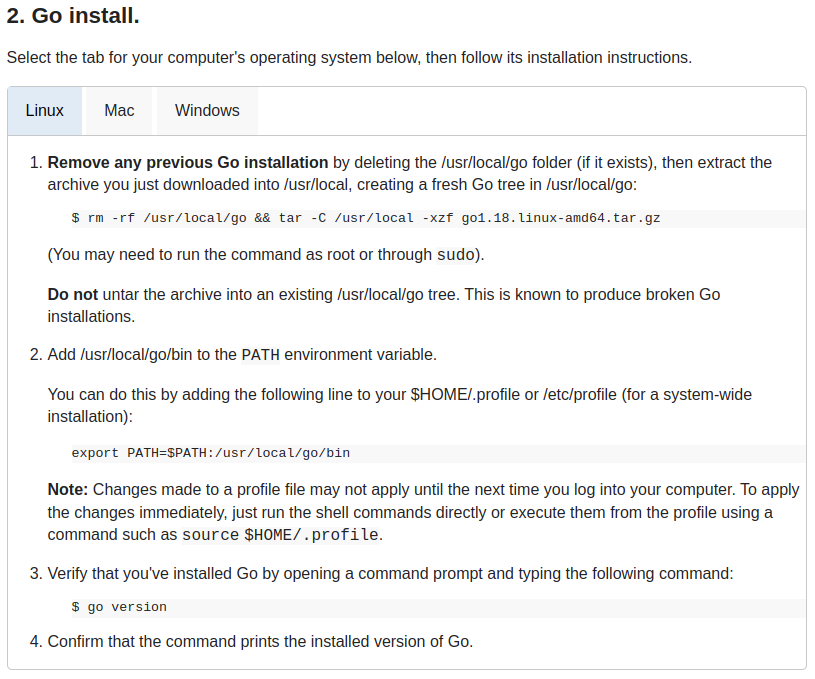 2. Go install.
Select the tab for your computer's operating system below, then follow its installation instructions.
Linux Mac Windows
1. Remove any previous Go installation by deleting the /usr/local/go folder (if it exists), then extract the
archive you just downloaded into /usr/local, creating a fresh Go tree in /usr/local/go:
$ rm -rf /usr/local/go && tar -C /usr/local -xzf go1.18.linux-amd64.tar.gz
(You may need to run the command as root or through sudo).
Do not untar the archive into an existing /usr/local/go tree. This is known to produce broken Go
installations.
2. Add /usr/local/go/bin to the PATH environment variable.
You can do this by adding the following line to your $HOME/.profile or /etc/profile (for a system-wide
installation):
export PATH=$PATH:/usr/local/go/bin
Note: Changes made to a profile file may not apply until the next time you log into your computer. To apply
the changes immediately, just run the shell commands directly or execute them from the profile using a
command such as source $HOME/.profile.
3. Verify that you've installed Go by opening a command prompt and typing the following command:
$ go version
4. Confirm that the command prints the installed version of Go.